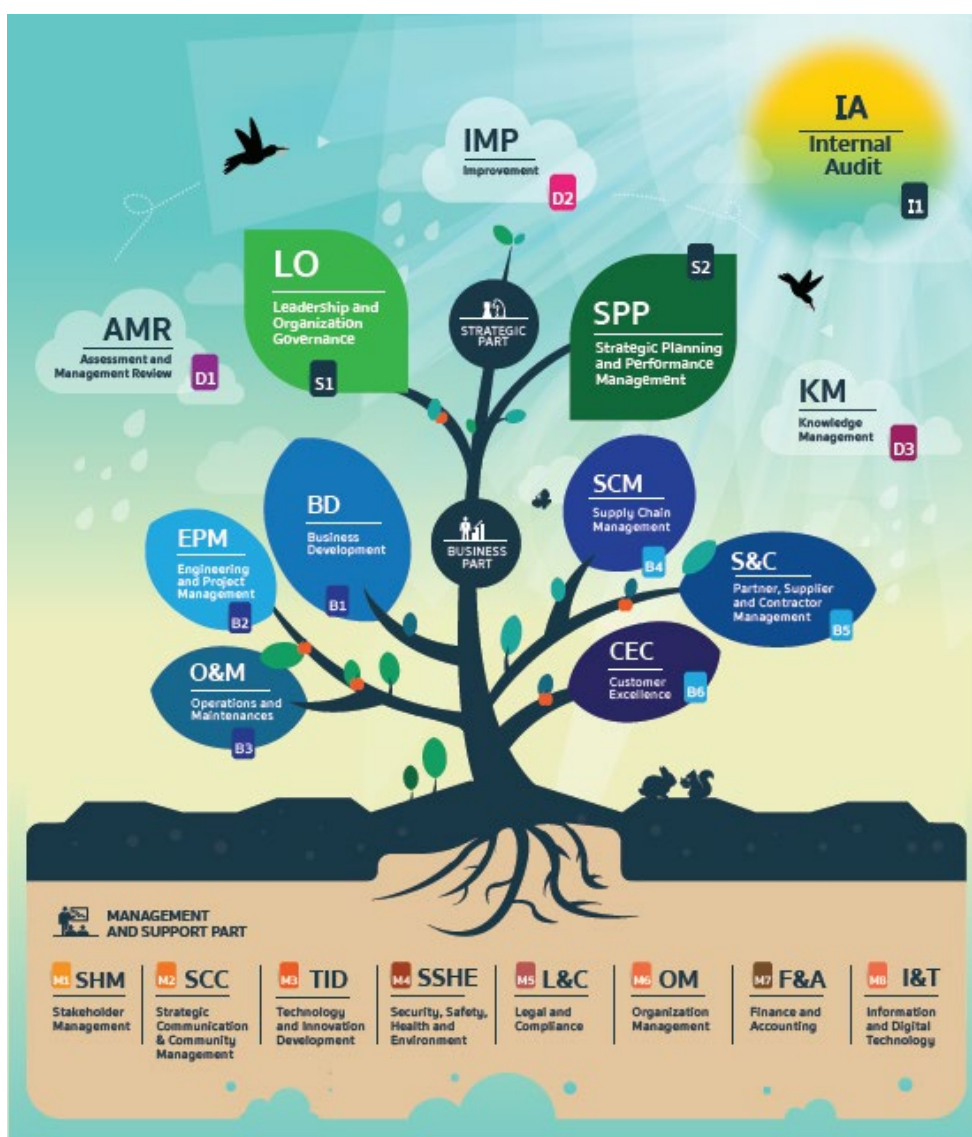 IA
Internal
Audit
I1
IMP
Improvement
D2
LO
Leadership and
Organization
Governance
S1
STRATEGIC
PART
S2
SPP
Strategic Planning
and Performance
Management
AMR
Assessment and
Management Review
D1
KM
Knowledge
Management
D3
BD
Business
Development
B1
SCM
Supply Chain
Management
B4
EPM
Engineering
and Project
Management
B2
BUSINESS
PART
S&C
Partner, Supplier
and Contractor
Management
B5
O&M
Operations and
Maintenances
B3
CEC
Customer
Excellence
B6
MANAGEMENT
AND SUPPORT PART
M1 SHM
Stakeholder
Management
M2 SCC
Strategic
Communication
& Community
Management
M3 TID
Technology
and Innovation
Development
M4 SSHE
Security, Safety,
Health and
Environment
M5 L&C
Legal and
Compliance
M6 OM
Organization
Management
M7 F&A
Finance and
Accounting
M8 I&T
Information
and Digital
Technology